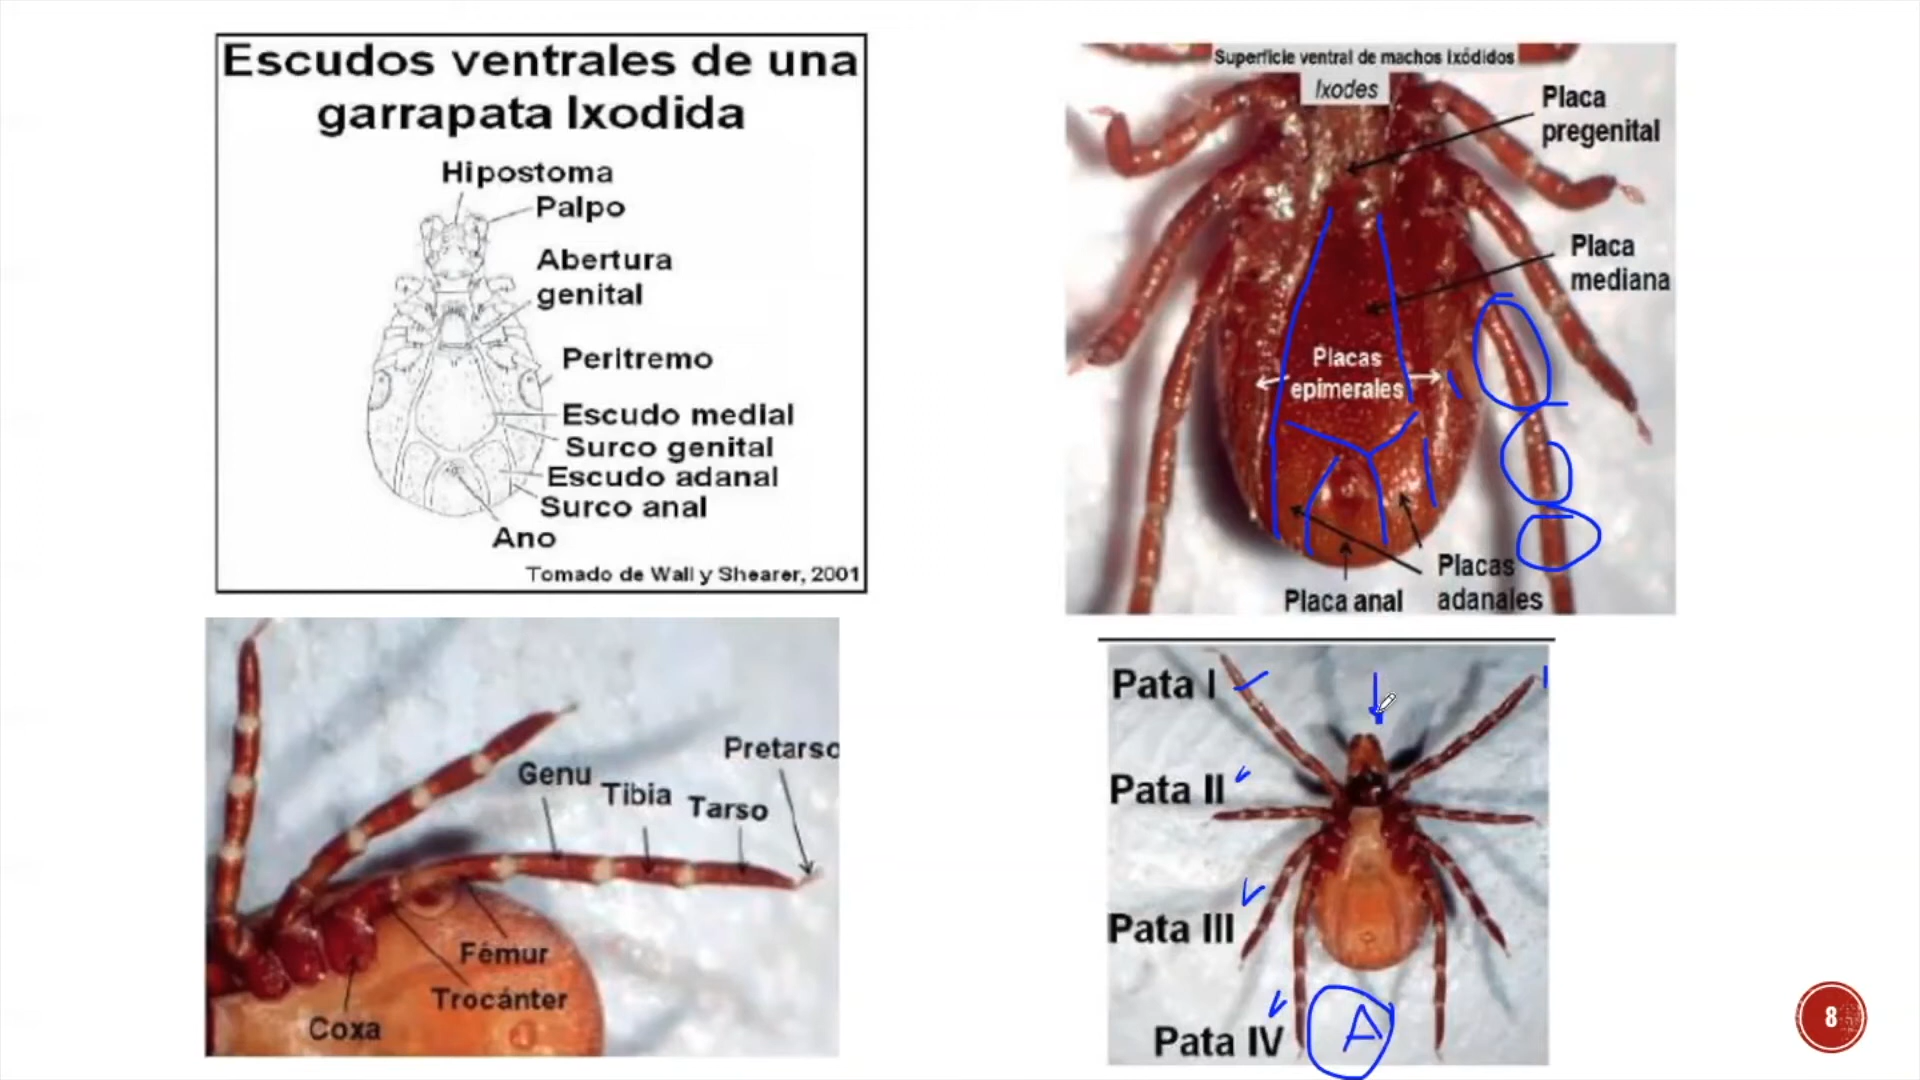 Escudos ventrales de una
garrapata Ixodida
Hipostoma
Palpo
Abertura
genital
Peritremo
Escudo medial
Surco genital
Escudo adanal
Surco anal
Ano
Tomado de Wall y Shearer, 2001
Superficie ventral de machos Ixódidos
Ixodes
Placa
pregenital
Placa
mediana
Placas
epimerales
Placas
adanales
Placa anal
Pretarso
Genu
Tibia
Tarso
Fémur
Trocánter
Coxa
Pata I
Pata II
Pata III
Pata IV
A
8